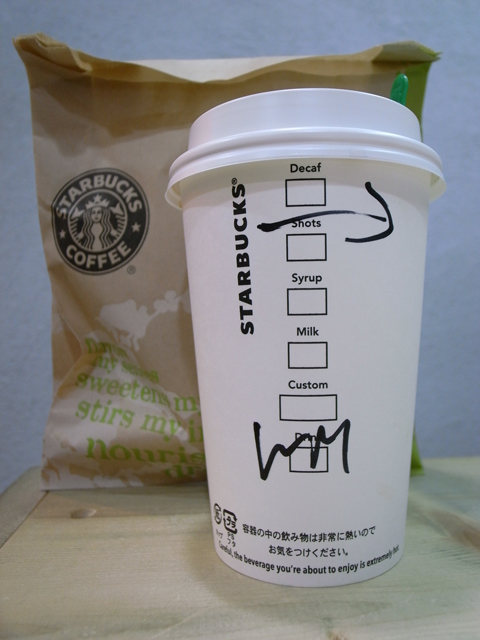 STARBUCKS
COFFEE
®
sweeten
stirs my
nouris
STARBUCKS®
Decaf
Shots
Syrup
Milk
Custom
容器の中の飲み物は非常に熱いので
お気をつけください。
Careful, the beverage you're about to enjoy is extremely